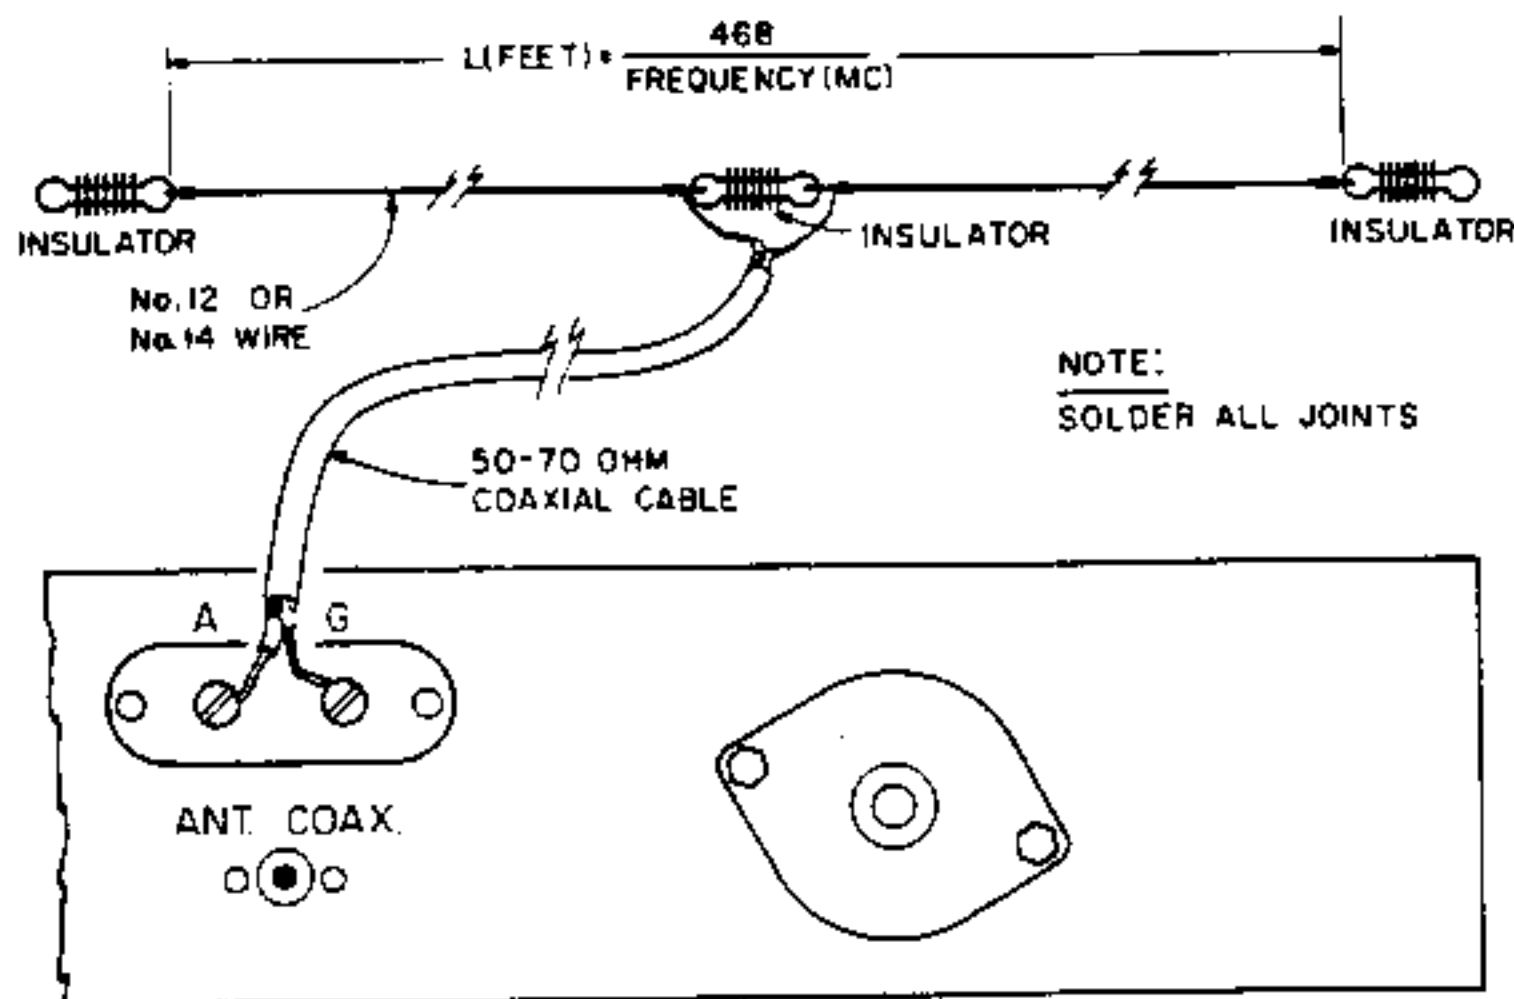 L(FEET) = 468
FREQUENCY (MC)
INSULATOR
INSULATOR
INSULATOR
No. 12 OR
No. 14 WIRE
NOTE:
SOLDER ALL JOINTS
50-70 OHM
COAXIAL CABLE
A G
ANT. COAX.